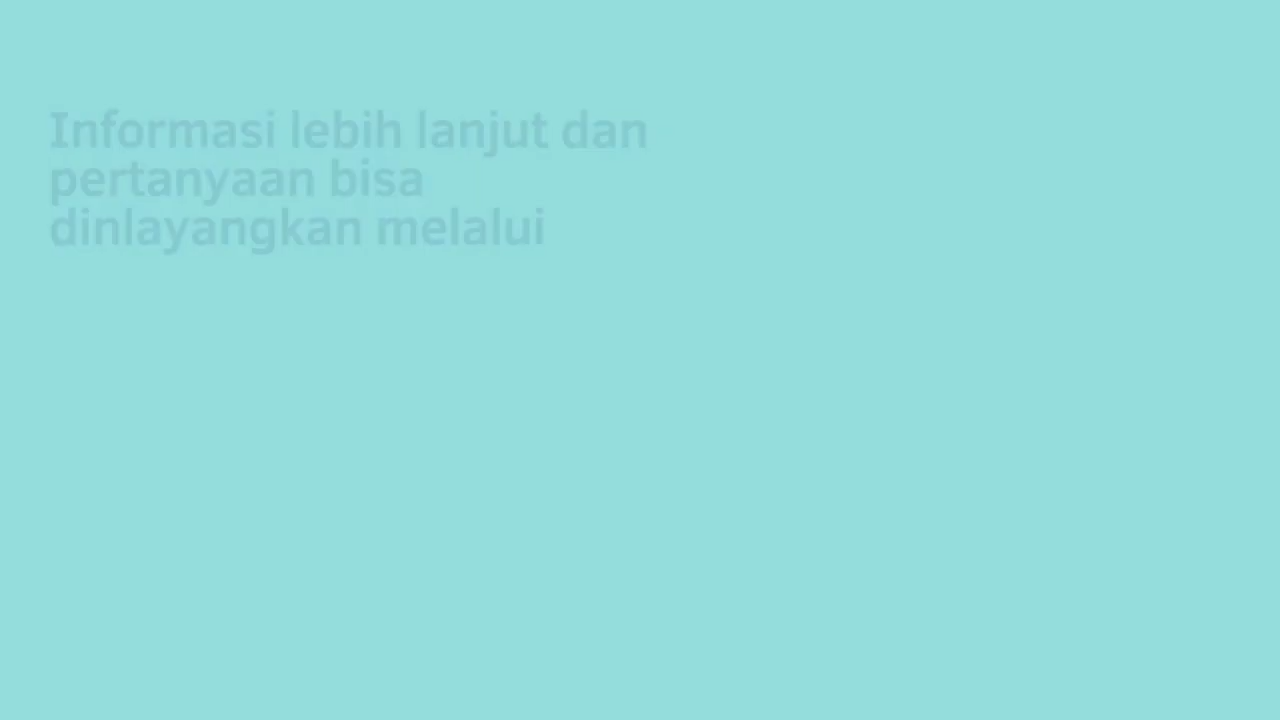 Informasi lebih lanjut dan
pertanyaan bisa
dinlayangkan melalui